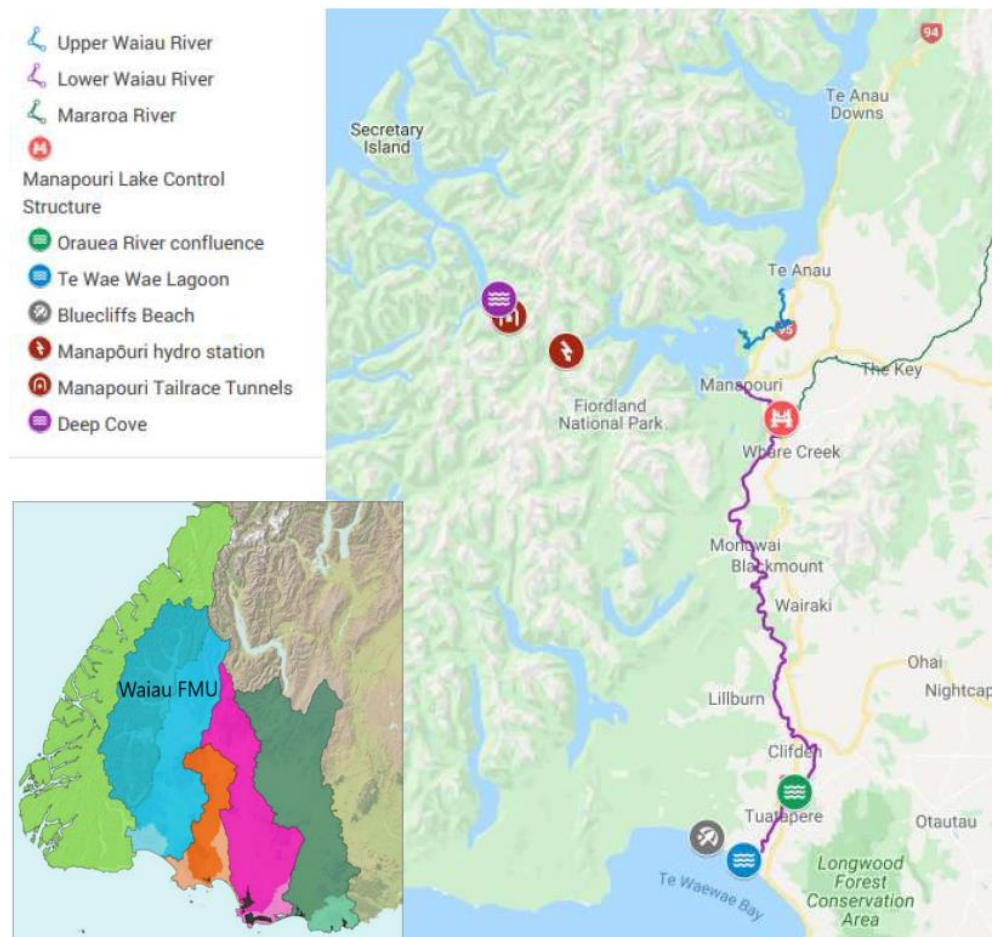 Upper Waiau River
Lower Waiau River
Mararoa River
Manapouri Lake Control
Structure
Orauea River confluence
Te Wae Wae Lagoon
Bluecliffs Beach
Manapōuri hydro station
Manapouri Tailrace Tunnels
Deep Cove
94
Te Anau
Downs
Secretary
Island
Te Anau
95
The Key
Manapouri
Fiordland
National Park
Whare Creek
Monowai
Blackmount
Wairaki
Ohai
Lillburn
Nightcap
Clifden
Tuatapere
Otautau
Te Waewae Bay
Longwood
Forest
Conservation
Area
Waiau FMU